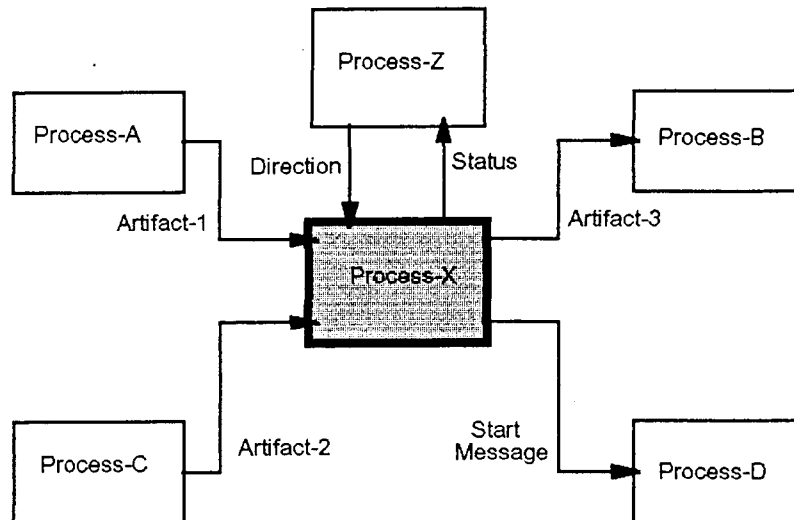 Process-Z
Process-A
Process-B
Direction
Status
Artifact-1
Artifact-3
Process-X
Artifact-2
Start
Message
Process-C
Process-D